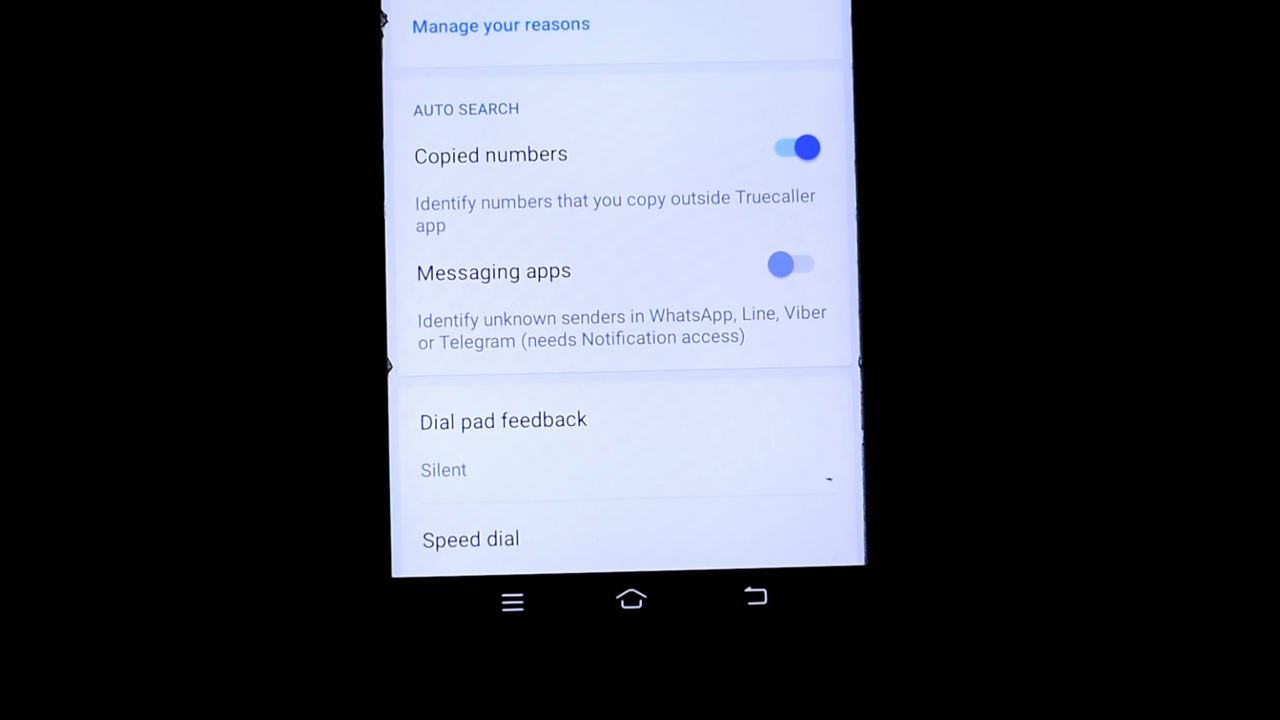 Manage your reasons
AUTO SEARCH
Copied numbers
Identify numbers that you copy outside Truecaller
app
Messaging apps
Identify unknown senders in WhatsApp, Line, Viber
or Telegram (needs Notification access)
Dial pad feedback
Silent
Speed dial